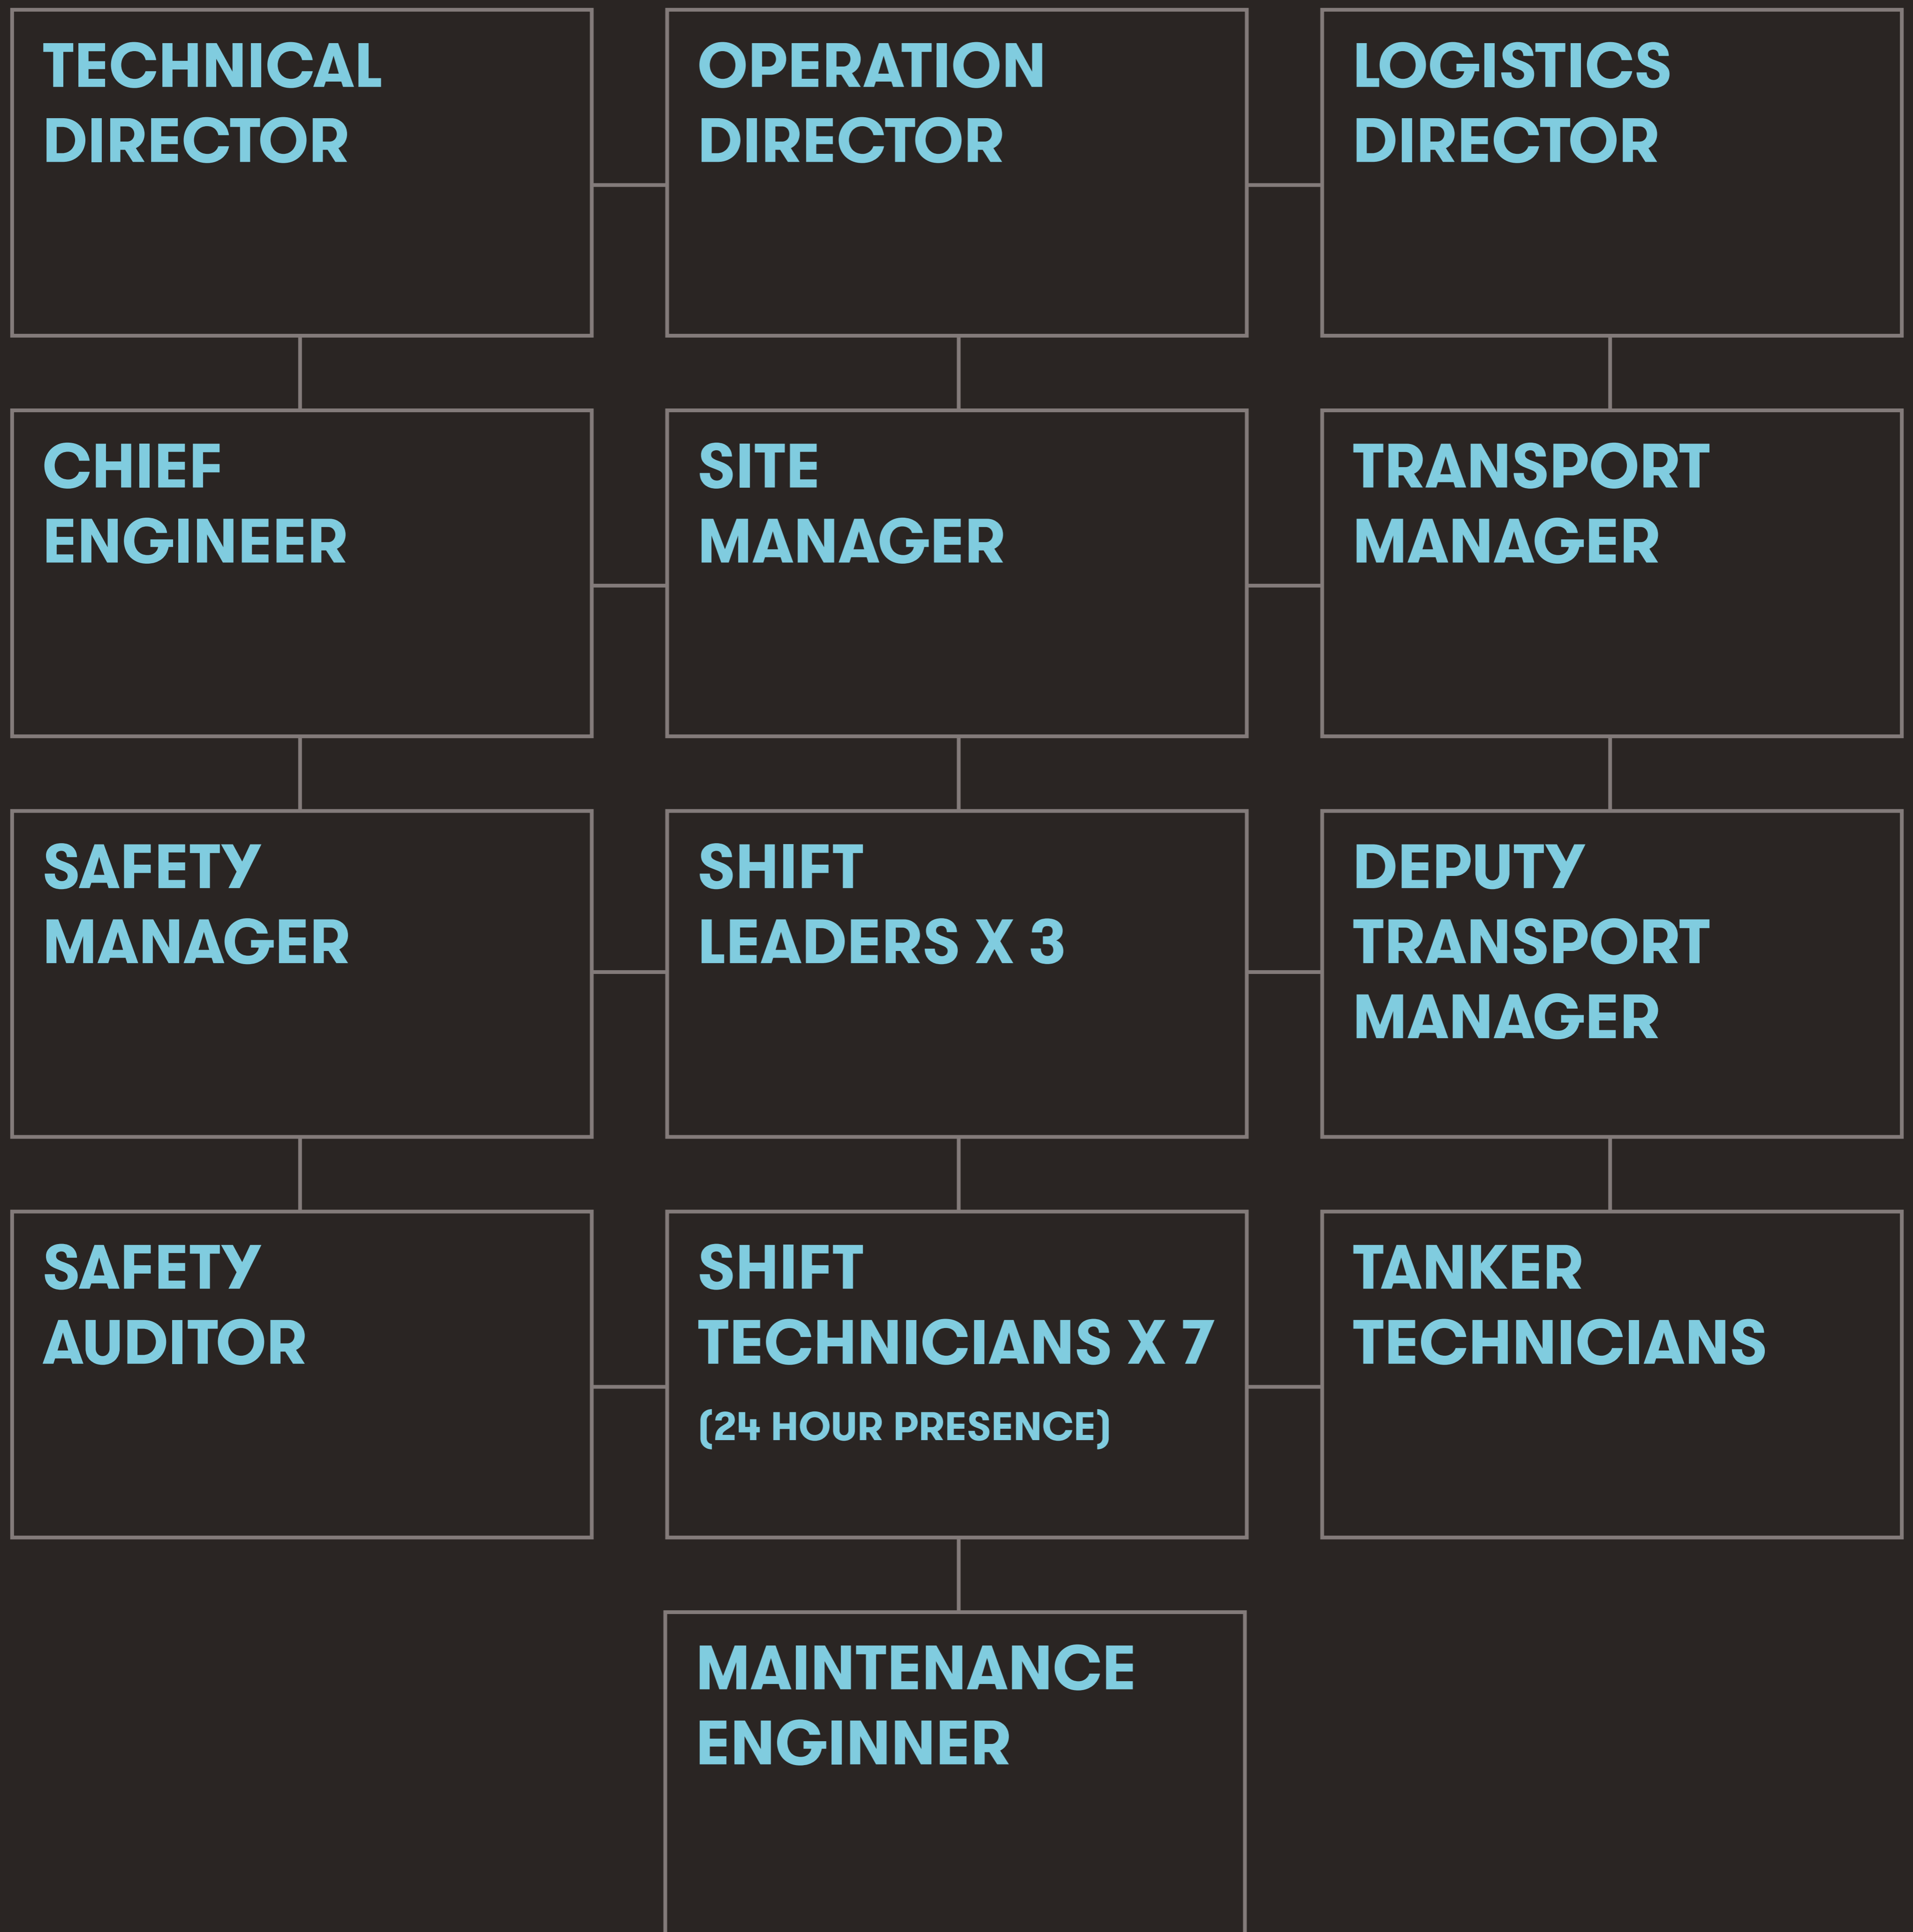 TECHNICAL
DIRECTOR
OPERATION
DIRECTOR
LOGISTICS
DIRECTOR
CHIEF
ENGINEER
SITE
MANAGER
TRANSPORT
MANAGER
SAFETY
MANAGER
SHIFT
LEADERS X 3
DEPUTY
TRANSPORT
MANAGER
SAFETY
AUDITOR
SHIFT
TECHNICIANS X 7
(24 HOUR PRESENCE)
TANKER
TECHNICIANS
MAINTENANCE
ENGINNER